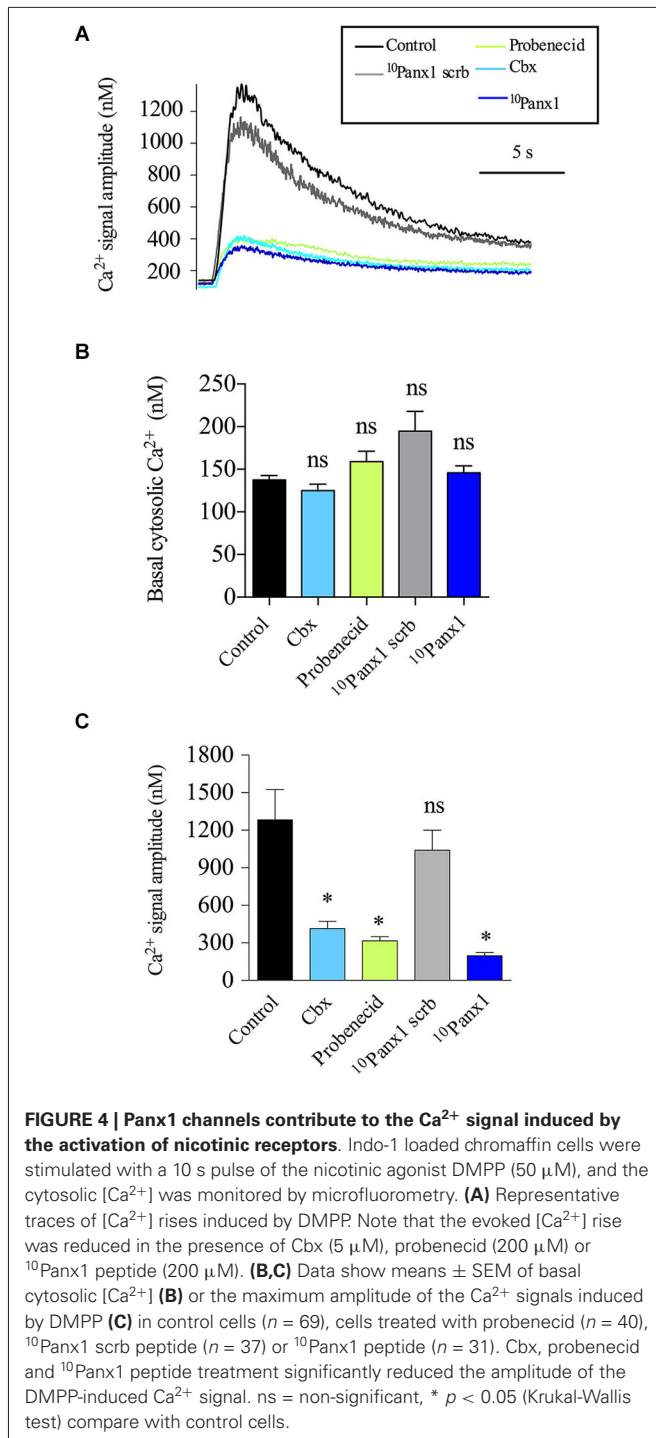 A
Control
¹⁰Panx1 scrb
Probenecid
Cbx
¹⁰Panx1
5 s
Ca²⁺ signal amplitude (nM)
1200
1000
800
600
400
200
B
Basal cytosolic Ca²⁺ (nM)
250
200
150
100
50
0
ns
ns
ns
ns
Control
Cbx
Probenecid
¹⁰Panx1 scrb
¹⁰Panx1
C
Ca²⁺ signal amplitude (nM)
1800
1500
1200
900
600
300
0
*
*
ns
*
Control
Cbx
Probenecid
¹⁰Panx1 scrb
¹⁰Panx1
FIGURE 4 | Panx1 channels contribute to the Ca²⁺ signal induced by
the activation of nicotinic receptors. Indo-1 loaded chromaffin cells were
stimulated with a 10 s pulse of the nicotinic agonist DMPP (50 μM), and the
cytosolic [Ca²⁺] was monitored by microfluorometry. (A) Representative
traces of [Ca²⁺] rises induced by DMPP. Note that the evoked [Ca²⁺] rise
was reduced in the presence of Cbx (5 μM), probenecid (200 μM) or
¹⁰Panx1 peptide (200 μM). (B,C) Data show means ± SEM of basal
cytosolic [Ca²⁺] (B) or the maximum amplitude of the Ca²⁺ signals induced
by DMPP (C) in control cells (n = 69), cells treated with probenecid (n = 40),
¹⁰Panx1 scrb peptide (n = 37) or ¹⁰Panx1 peptide (n = 31). Cbx, probenecid
and ¹⁰Panx1 peptide treatment significantly reduced the amplitude of the
DMPP-induced Ca²⁺ signal. ns = non-significant, * p < 0.05 (Krukal-Wallis
test) compare with control cells.